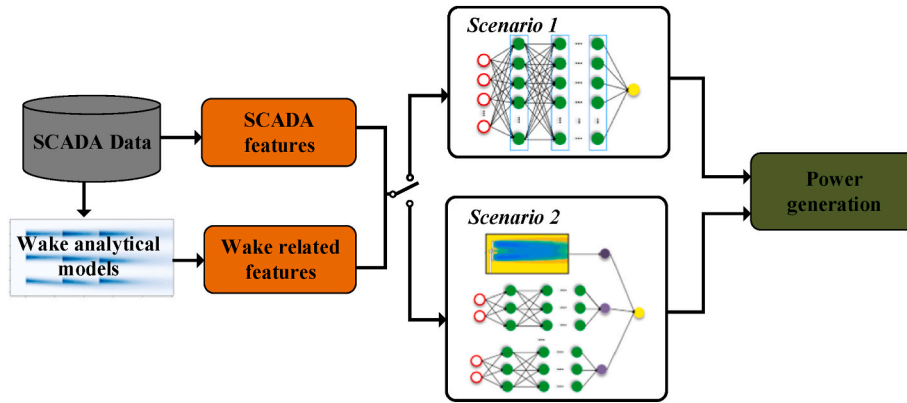 SCADA Data
SCADA
features
Wake analytical
models
Wake related
features
Scenario 1
Scenario 2
Power
generation